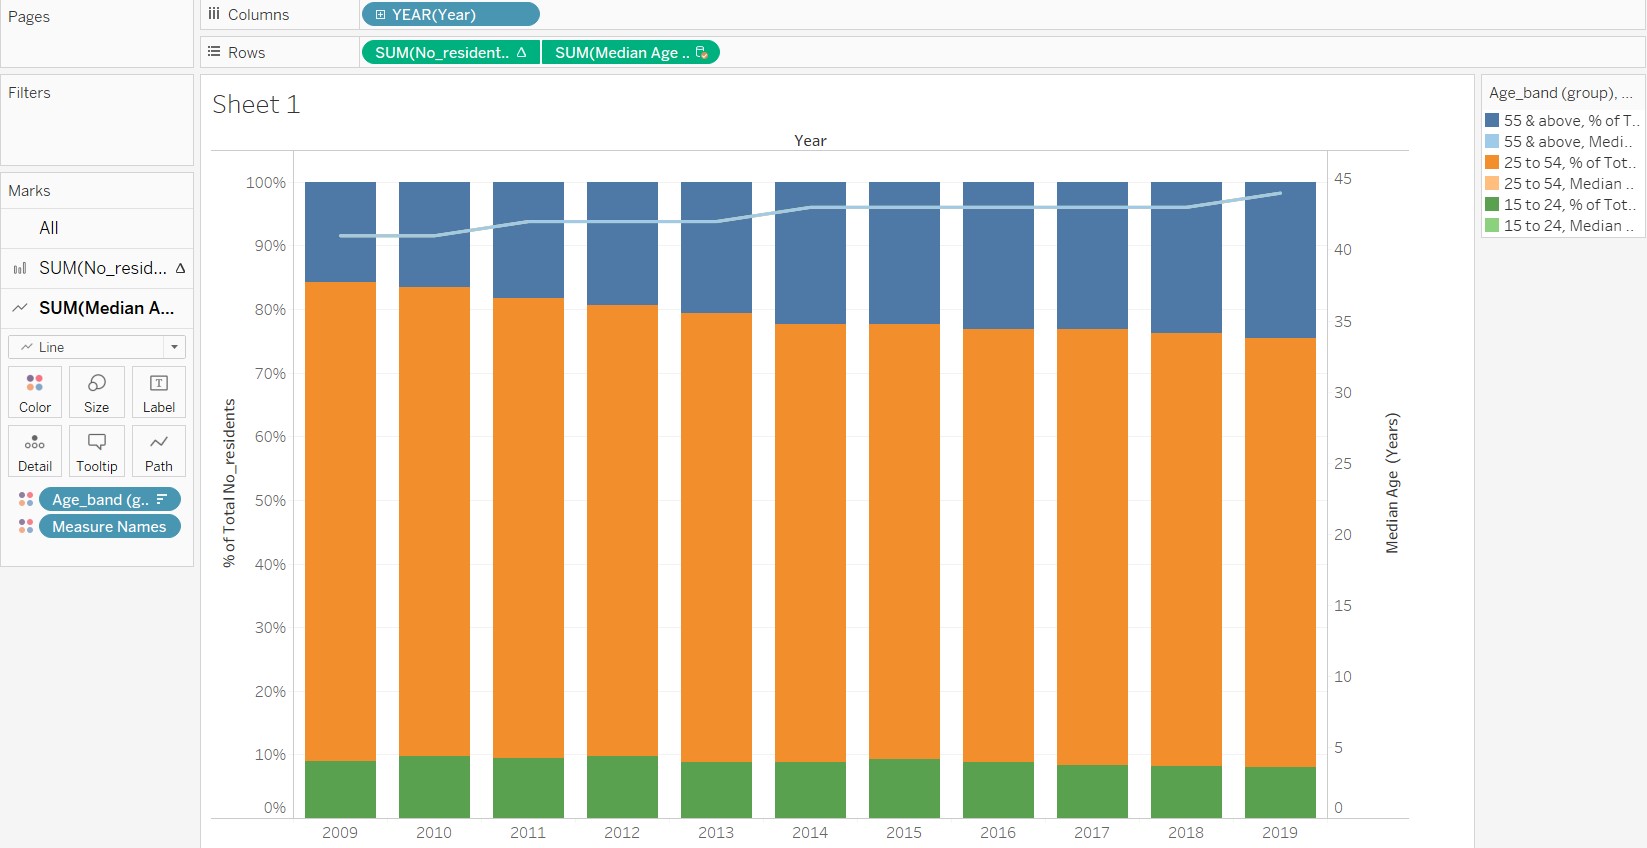 Pages
Columns
YEAR(Year)
Rows
SUM(No_resident..
SUM(Median Age ..
Filters
Marks
All
SUM(No_resid...
SUM(Median A...
Line
Color
Size
Label
Detail
Tooltip
Path
Age_band (g..
Measure Names
Sheet 1
Year
% of Total No_residents
100%
90%
80%
70%
60%
50%
40%
30%
20%
10%
0%
45
40
35
30
25
20
15
10
5
0
Median Age (Years)
2009
2010
2011
2012
2013
2014
2015
2016
2017
2018
2019
Age_band (group), ...
55 & above, % of T..
55 & above, Medi..
25 to 54, % of Tot..
25 to 54, Median ..
15 to 24, % of Tot..
15 to 24, Median ..